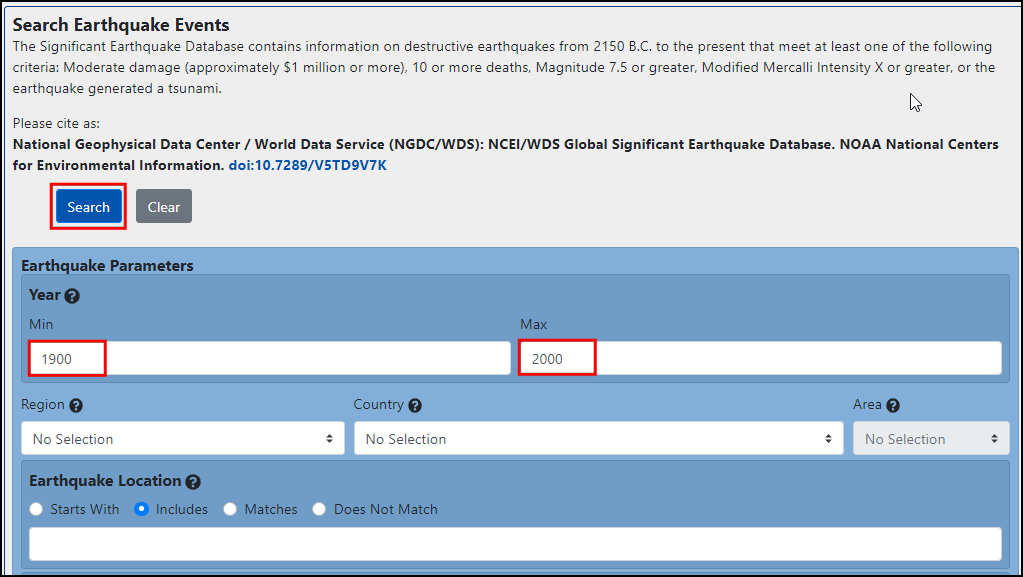 Search Earthquake Events
The Significant Earthquake Database contains information on destructive earthquakes from 2150 B.C. to the present that meet at least one of the following
criteria: Moderate damage (approximately $1 million or more), 10 or more deaths, Magnitude 7.5 or greater, Modified Mercalli Intensity X or greater, or the
earthquake generated a tsunami.
Please cite as:
National Geophysical Data Center / World Data Service (NGDC/WDS): NCEI/WDS Global Significant Earthquake Database. NOAA National Centers
for Environmental Information. doi:10.7289/V5TD9V7K
Search Clear
Earthquake Parameters
Year ?
Min Max
1900 2000
Region ? Country ? Area ?
No Selection No Selection No Selection
Earthquake Location ?
Starts With Includes Matches Does Not Match